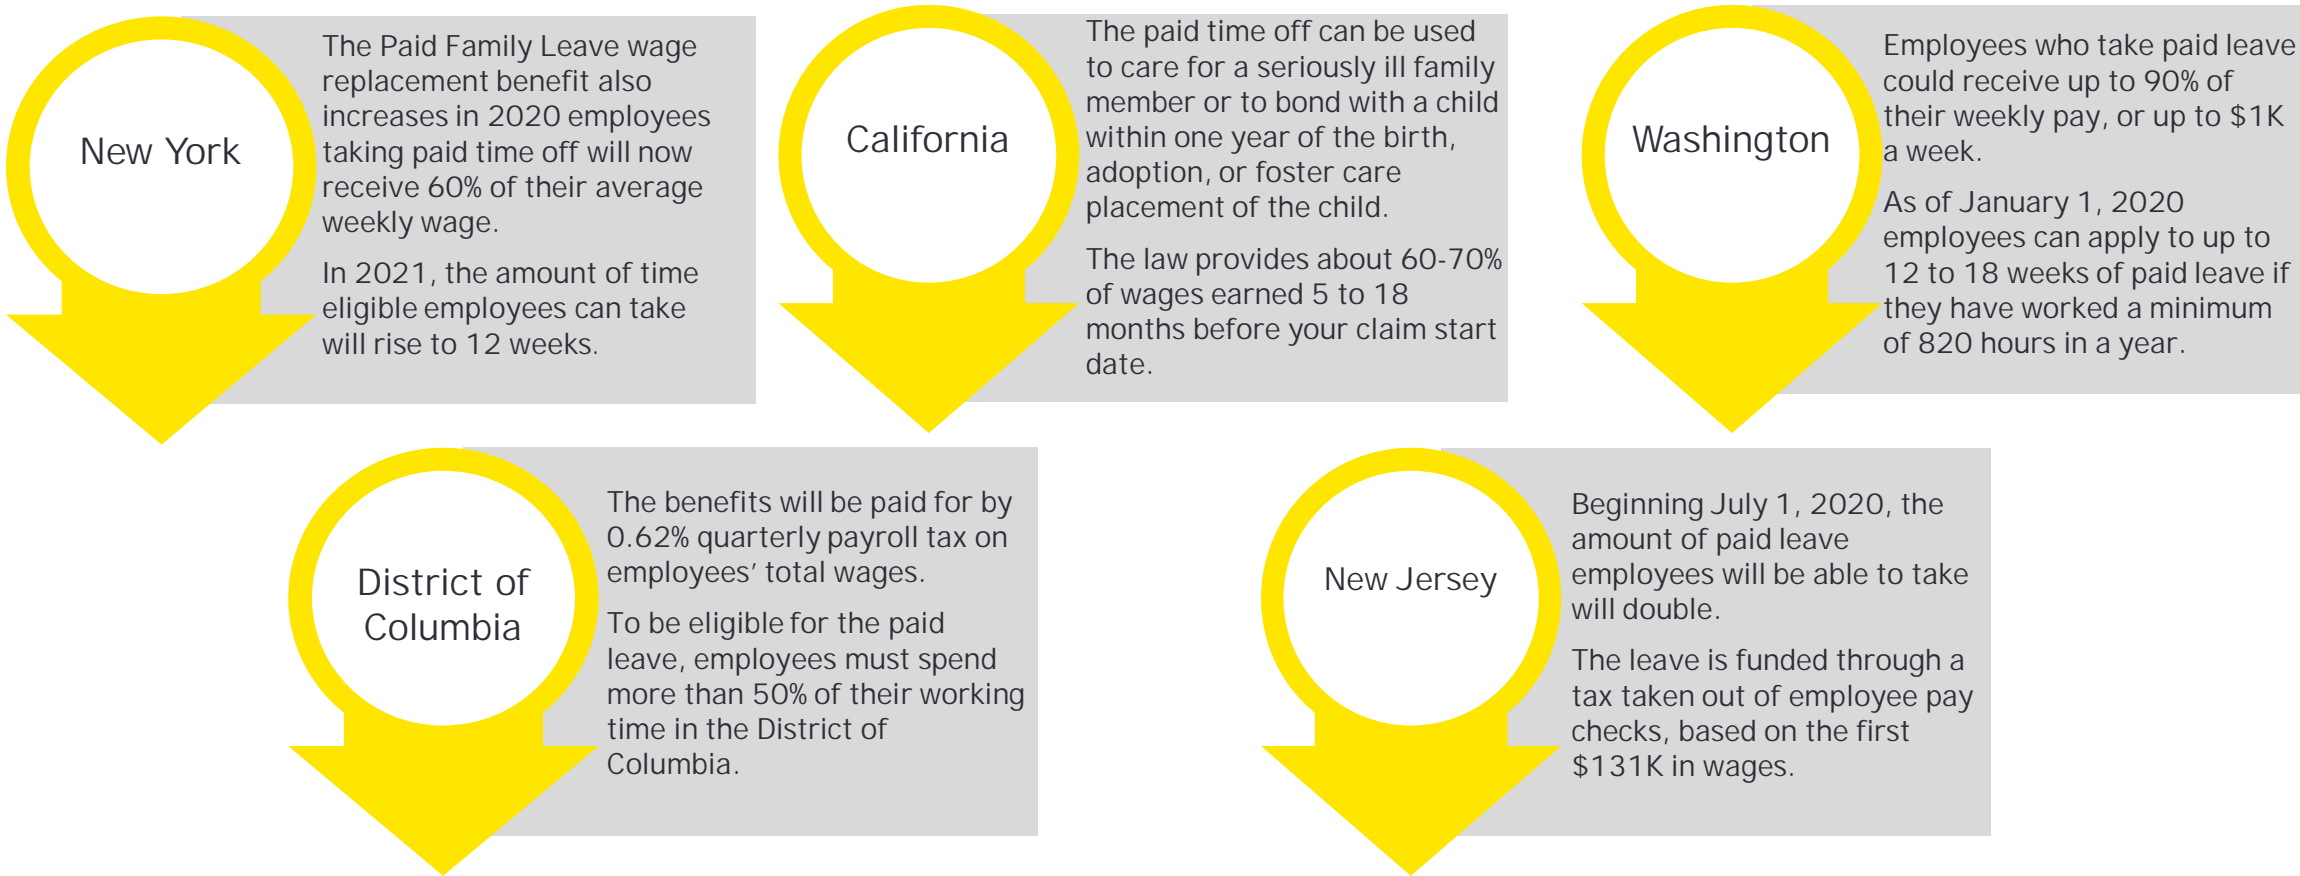 New York
The Paid Family Leave wage
replacement benefit also
increases in 2020 employees
taking paid time off will now
receive 60% of their average
weekly wage.
In 2021, the amount of time
eligible employees can take
will rise to 12 weeks.
California
The paid time off can be used
to care for a seriously ill family
member or to bond with a child
within one year of the birth,
adoption, or foster care
placement of the child.
The law provides about 60-70%
of wages earned 5 to 18
months before your claim start
date.
Washington
Employees who take paid leave
could receive up to 90% of
their weekly pay, or up to $1K
a week.
As of January 1, 2020
employees can apply to up to
12 to 18 weeks of paid leave if
they have worked a minimum
of 820 hours in a year.
District of
Columbia
The benefits will be paid for by
0.62% quarterly payroll tax on
employees’ total wages.
To be eligible for the paid
leave, employees must spend
more than 50% of their working
time in the District of
Columbia.
New Jersey
Beginning July 1, 2020, the
amount of paid leave
employees will be able to take
will double.
The leave is funded through a
tax taken out of employee pay
checks, based on the first
$131K in wages.